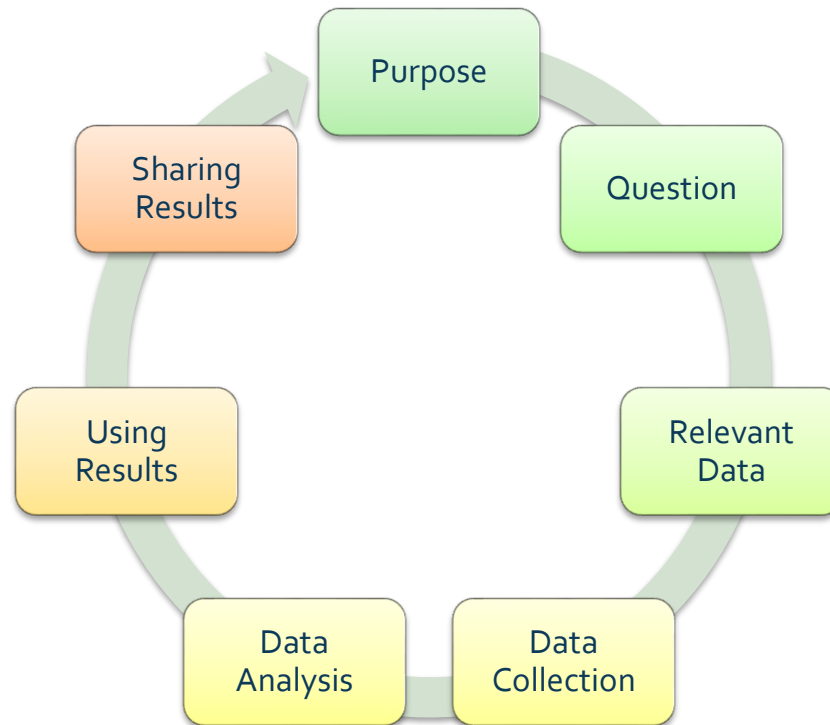 Purpose
Question
Relevant
Data
Data
Collection
Data
Analysis
Using
Results
Sharing
Results